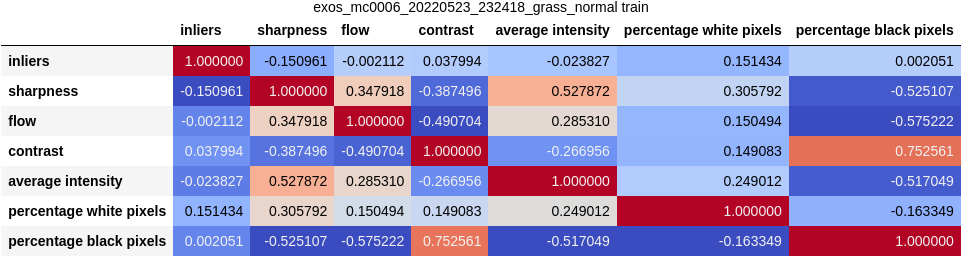 exos_mc0006_20220523_232418_grass_normal train
inliers sharpness flow contrast average intensity percentage white pixels percentage black pixels
inliers 1.000000 -0.150961 -0.002112 0.037994 -0.023827 0.151434 0.002051
sharpness -0.150961 1.000000 0.347918 -0.387496 0.527872 0.305792 -0.525107
flow -0.002112 0.347918 1.000000 -0.490704 0.285310 0.150494 -0.575222
contrast 0.037994 -0.387496 -0.490704 1.000000 -0.266956 0.149083 0.752561
average intensity -0.023827 0.527872 0.285310 -0.266956 1.000000 0.249012 -0.517049
percentage white pixels 0.151434 0.305792 0.150494 0.149083 0.249012 1.000000 -0.163349
percentage black pixels 0.002051 -0.525107 -0.575222 0.752561 -0.517049 -0.163349 1.000000